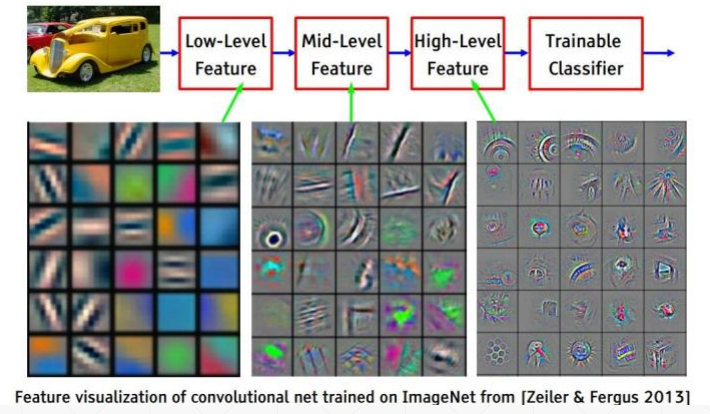 Low-Level
Feature
Mid-Level
Feature
High-Level
Feature
Trainable
Classifier
Feature visualization of convolutional net trained on ImageNet from [Zeiler & Fergus 2013]